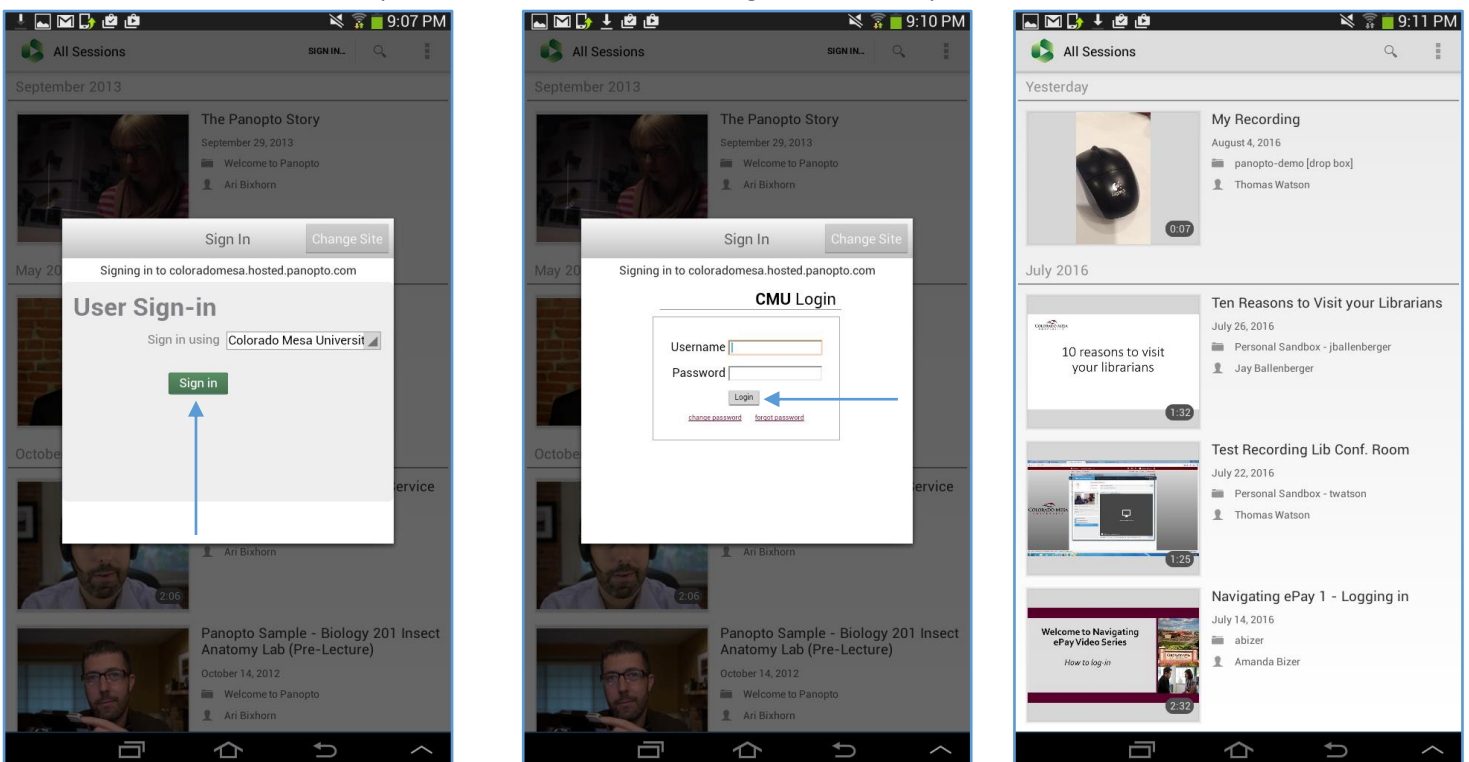 9:07 PM
All Sessions
SIGN IN...
September 2013
The Panopto Story
September 29, 2013
Welcome to Panopto
Ari Bixhorn
Sign In
Change Site
May 20
Signing in to coloradomesa.hosted.panopto.com
User Sign-in
Sign in using Colorado Mesa Universit
Sign in
Octobe
Service
Ari Bixhorn
2:06
Panopto Sample - Biology 201 Insect
Anatomy Lab (Pre-Lecture)
October 14, 2012
Welcome to Panopto
Ari Bixhorn
9:10 PM
All Sessions
SIGN IN...
September 2013
The Panopto Story
September 29, 2013
Welcome to Panopto
Ari Bixhorn
Sign In
Change Site
May 20
Signing in to coloradomesa.hosted.panopto.com
CMU Login
Username
Password
Login
change password forgot password
Octobe
Service
Ari Bixhorn
2:06
Panopto Sample - Biology 201 Insect
Anatomy Lab (Pre-Lecture)
October 14, 2012
Welcome to Panopto
Ari Bixhorn
9:11 PM
All Sessions
Yesterday
My Recording
August 4, 2016
panopto-demo [drop box]
Thomas Watson
0:07
July 2016
Ten Reasons to Visit your Librarians
July 26, 2016
Personal Sandbox - jballenberger
Jay Ballenberger
COLORADO MESA
10 reasons to visit
your librarians
1:32
Test Recording Lib Conf. Room
July 22, 2016
Personal Sandbox - twatson
Thomas Watson
COLORADO MESA
1:25
Navigating ePay 1 - Logging in
July 14, 2016
abizer
Amanda Bizer
Welcome to Navigating
ePay Video Series
How to log-in
2:32